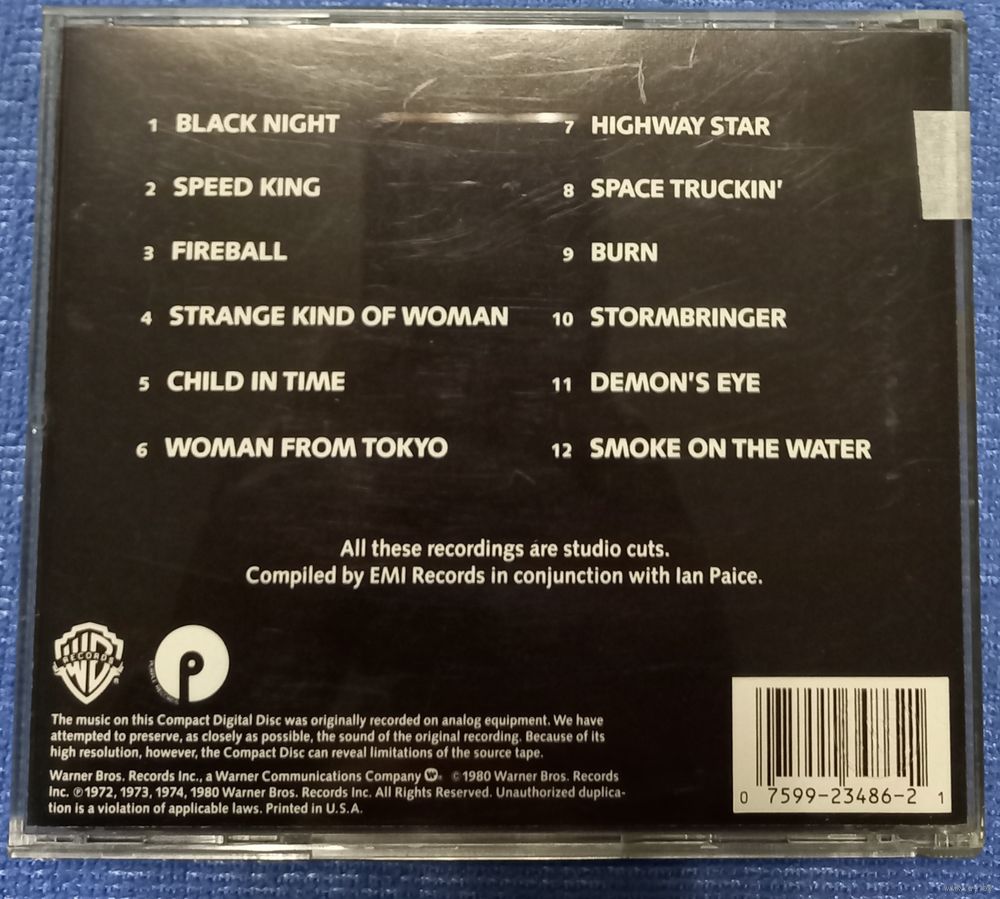 1 BLACK NIGHT
2 SPEED KING
3 FIREBALL
4 STRANGE KIND OF WOMAN
5 CHILD IN TIME
6 WOMAN FROM TOKYO
7 HIGHWAY STAR
8 SPACE TRUCKIN'
9 BURN
10 STORMBRINGER
11 DEMON'S EYE
12 SMOKE ON THE WATER
All these recordings are studio cuts.
Compiled by EMI Records in conjunction with Ian Paice.
RECORDS
The music on this Compact Digital Disc was originally recorded on analog equipment. We have
attempted to preserve, as closely as possible, the sound of the original recording. Because of its
high resolution, however, the Compact Disc can reveal limitations of the source tape.
Warner Bros. Records Inc., a Warner Communications Company ©1980 Warner Bros. Records
Inc. ℗1972, 1973, 1974, 1980 Warner Bros. Records Inc. All Rights Reserved. Unauthorized duplica-
tion is a violation of applicable laws. Printed in U.S.A.
0 7599-23486-2 1